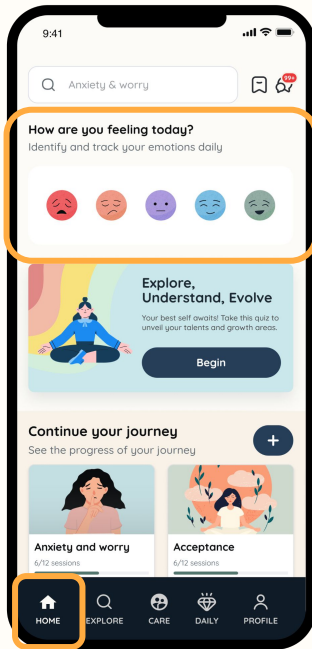 9:41
Anxiety & worry
99+
How are you feeling today?
Identify and track your emotions daily
Explore,
Understand, Evolve
Your best self awaits! Take this quiz to
unveil your talents and growth areas.
Begin
Continue your journey
See the progress of your journey
+
Anxiety and worry
6/12 sessions
Acceptance
6/12 sessions
HOME
EXPLORE
CARE
DAILY
PROFILE